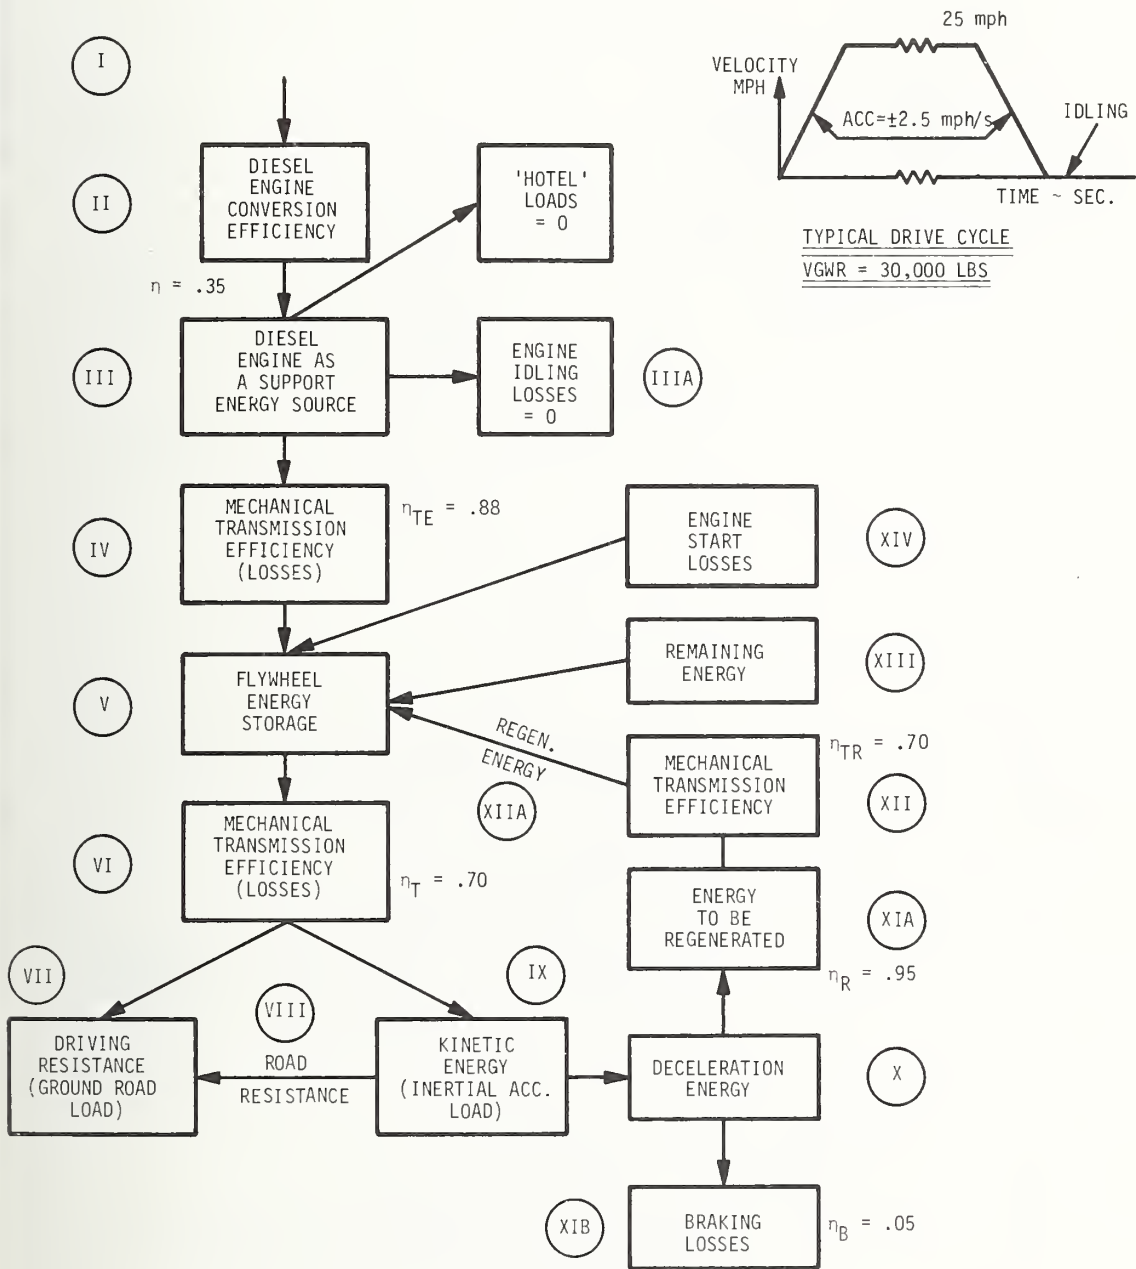 I
25 mph
VELOCITY
MPH
ACC=±2.5 mph/s
IDLING
TIME ~ SEC.
TYPICAL DRIVE CYCLE
VGWR = 30,000 LBS
II
DIESEL
ENGINE
CONVERSION
EFFICIENCY
'HOTEL'
LOADS
= 0
η = .35
III
DIESEL
ENGINE AS
A SUPPORT
ENERGY SOURCE
ENGINE
IDLING
LOSSES
= 0
IIIA
IV
MECHANICAL
TRANSMISSION
EFFICIENCY
(LOSSES)
ηTE = .88
ENGINE
START
LOSSES
XIV
V
FLYWHEEL
ENERGY
STORAGE
REMAINING
ENERGY
XIII
REGEN.
ENERGY
XIIA
MECHANICAL
TRANSMISSION
EFFICIENCY
ηTR = .70
XII
VI
MECHANICAL
TRANSMISSION
EFFICIENCY
(LOSSES)
ηT = .70
ENERGY
TO BE
REGENERATED
XIA
ηR = .95
VII
DRIVING
RESISTANCE
(GROUND ROAD
LOAD)
VIII
ROAD
RESISTANCE
IX
KINETIC
ENERGY
(INERTIAL ACC.
LOAD)
DECELERATION
ENERGY
X
XIB
BRAKING
LOSSES
ηB = .05